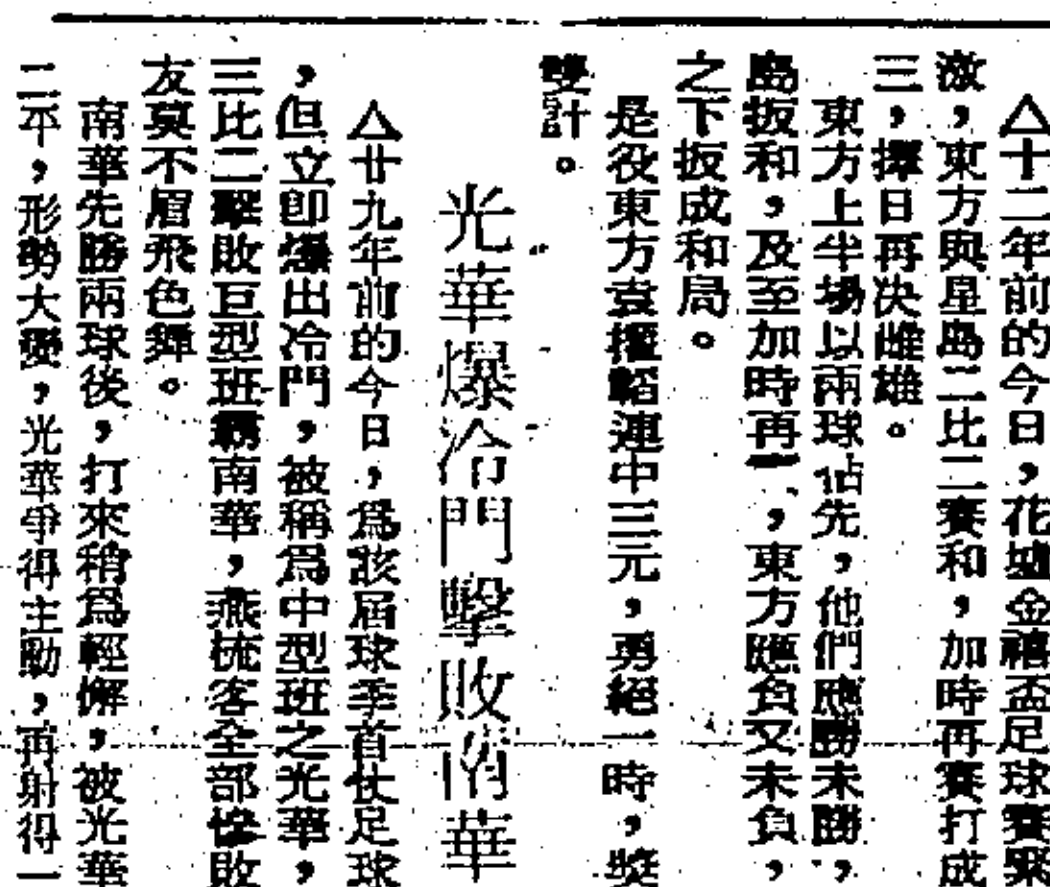 △十二年前的今日，花墟金禧盃足球賽緊
激，東方與星島二比二賽和，加時再賽打成
三，擇日再決雌雄。
東方上半場以兩球佔先，他們應勝未勝，
島扳和，及至加時再一、，東方應負又未負，
之下扳成和局。
是役東方袁權韜連中三元，勇絕一時，獎
雙計。
光華爆冷門擊敗南華
△廿九年前的今日，爲該屆球季首仗足球
，但立卽爆出冷門，被稱爲中型班之光華，
三比二擊敗巨型班霸南華，燕梳客全部慘敗
友莫不眉飛色舞。
南華先勝兩球後，打來稍爲輕懈，被光華
二平，形勢大變，光華爭得主動，再射得一